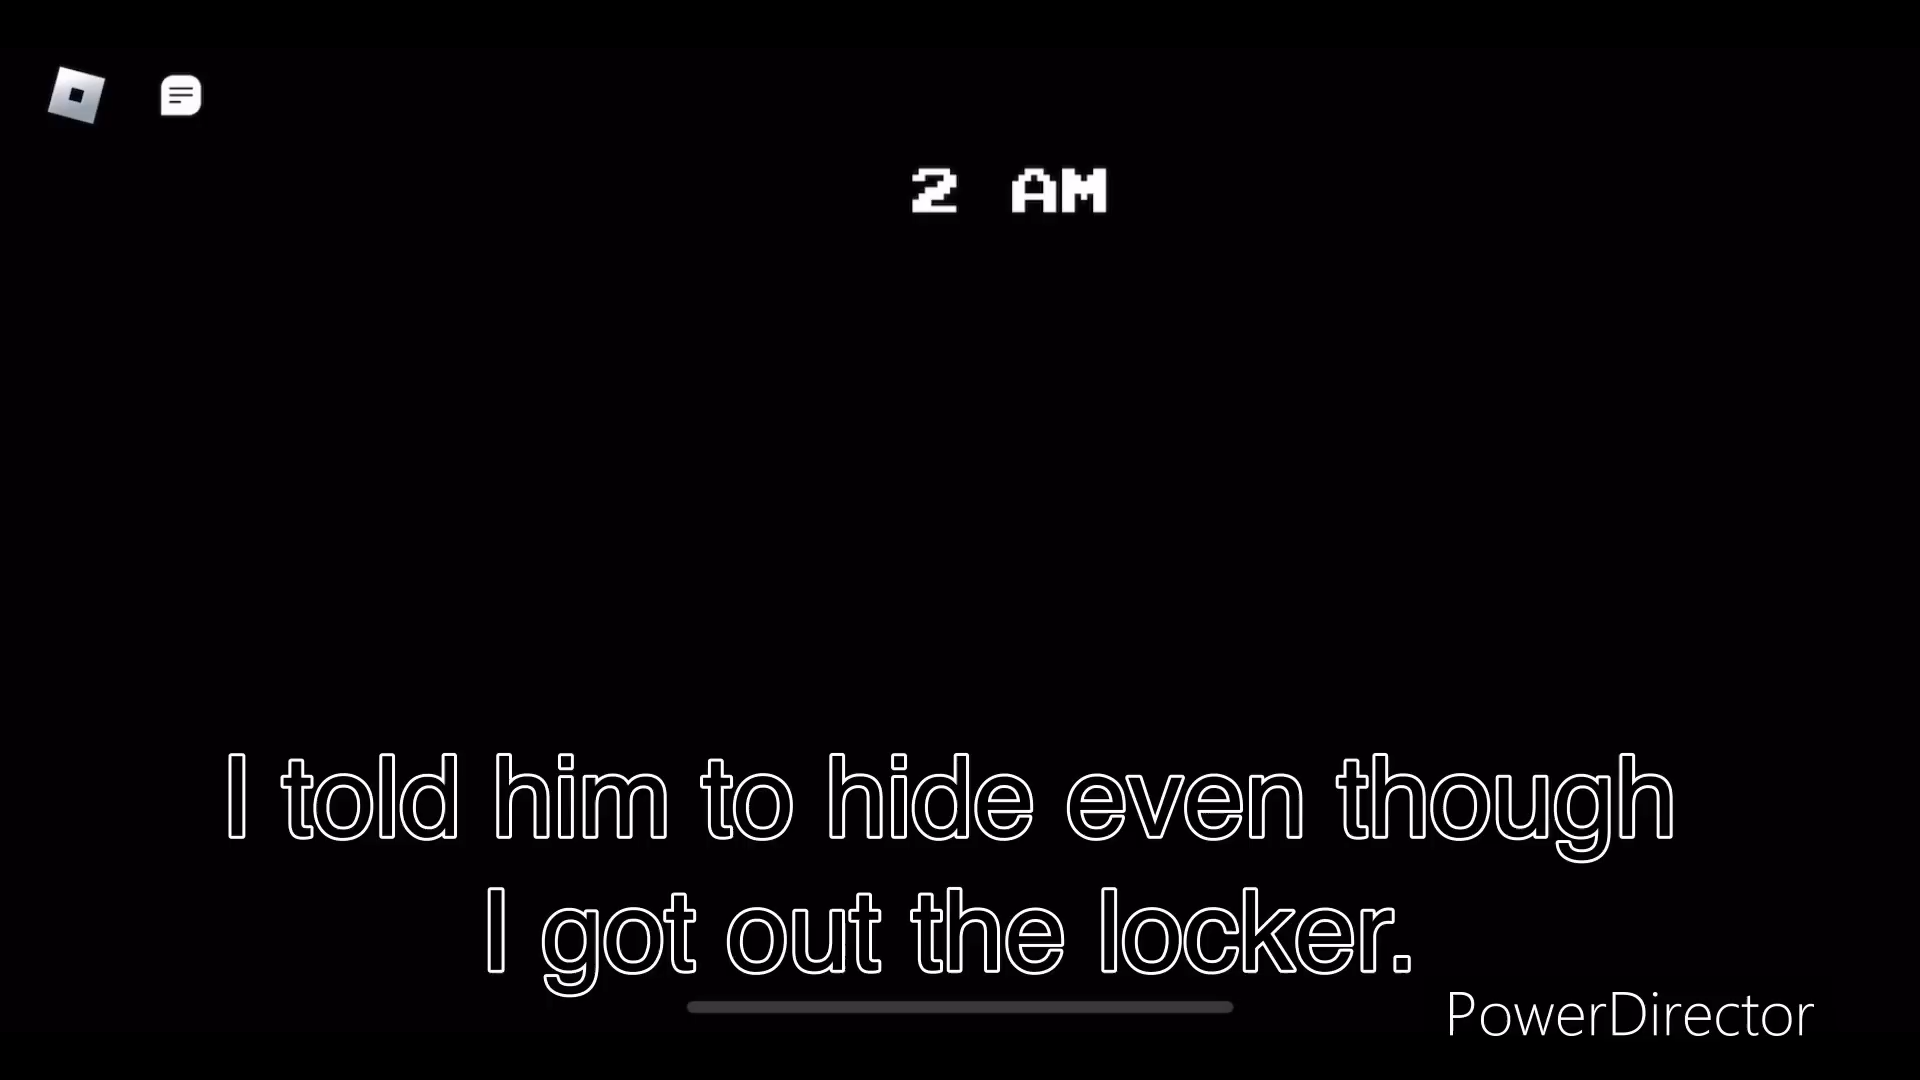 2 AM
I told him to hide even though
I got out the locker.
PowerDirector